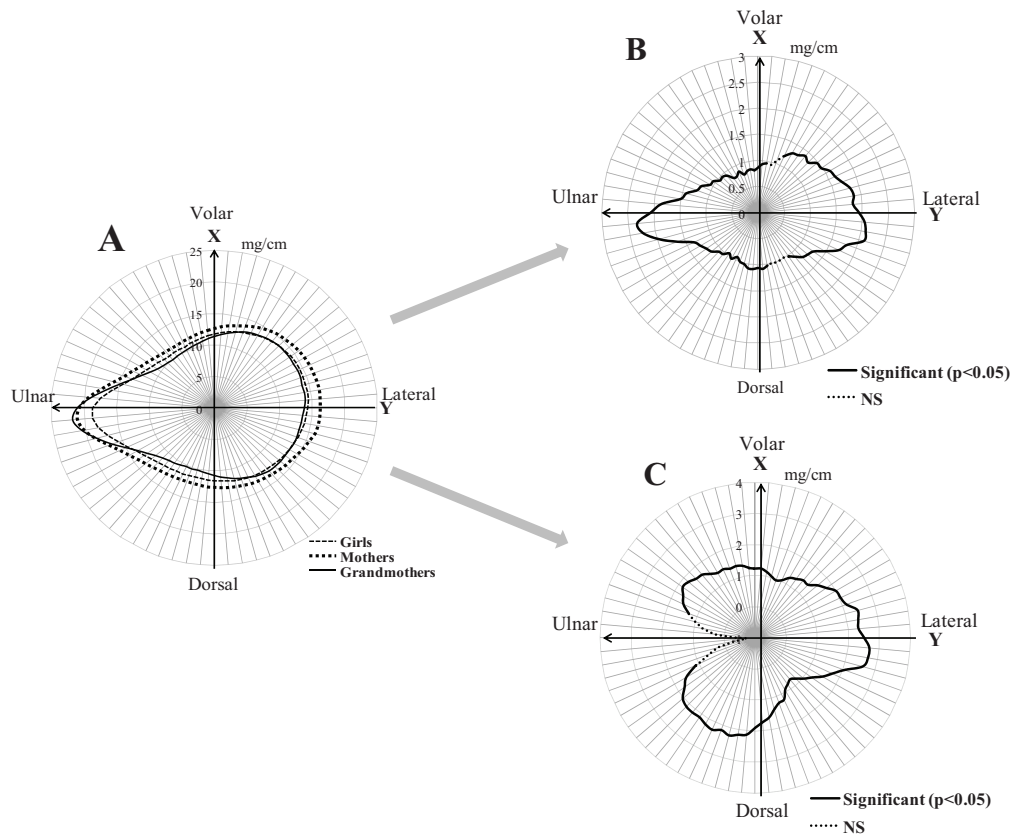 A
Volar
X
mg/cm
25
20
15
10
5
0
Ulnar
Lateral
Y
Dorsal
Girls
Mothers
Grandmothers
B
Volar
X
mg/cm
3
2.5
2
1.5
1
0.5
0
Ulnar
Lateral
Y
Dorsal
Significant (p<0.05)
NS
C
Volar
X
mg/cm
4
3
2
1
0
Ulnar
Lateral
Y
Dorsal
Significant (p<0.05)
NS